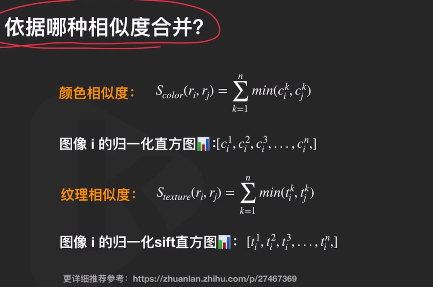 依据哪种相似度合并?
颜色相似度: S_{color}(r_i, r_j) = \sum_{k=1}^{n} min(c_i^k, c_j^k)
图像 i 的归一化直方图📊:[c_i^1, c_i^2, c_i^3, . . . , c_i^n,]
纹理相似度: S_{texture}(r_i, r_j) = \sum_{k=1}^{n} min(t_i^k, t_j^k)
图像 i 的归一化sift直方图📊: [t_i^1, t_i^2, t_i^3, . . . , t_i^n,]
更详细推荐参考: https://zhuanlan.zhihu.com/p/27467369